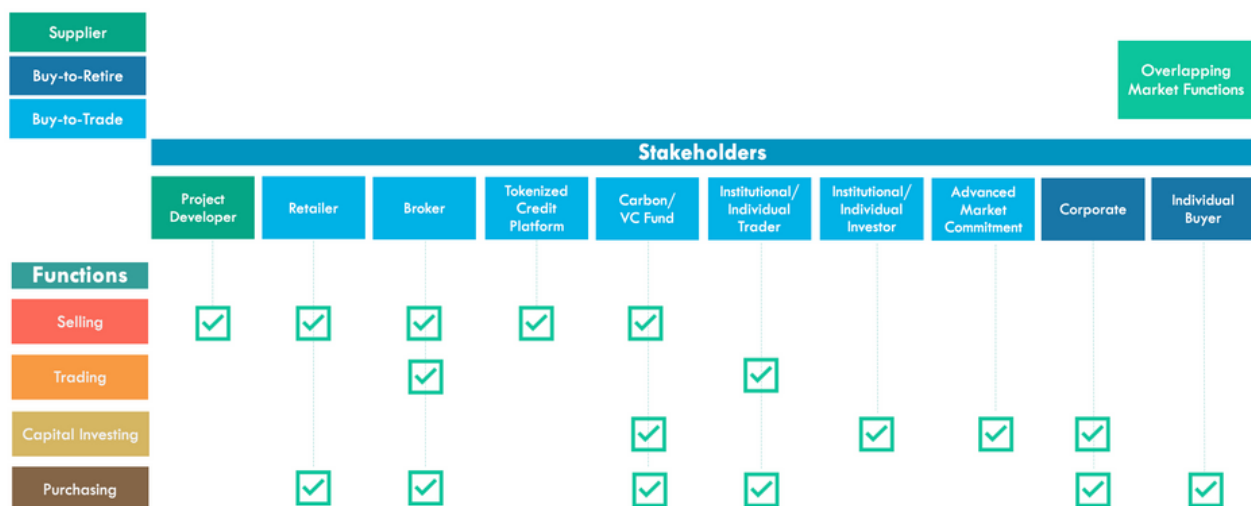 Supplier
Buy-to-Retire
Buy-to-Trade
Overlapping
Market Functions
Stakeholders
Project
Developer
Retailer
Broker
Tokenized
Credit
Platform
Carbon/
VC Fund
Institutional/
Individual
Trader
Institutional/
Individual
Investor
Advanced
Market
Commitment
Corporate
Individual
Buyer
Functions
Selling
Trading
Capital Investing
Purchasing